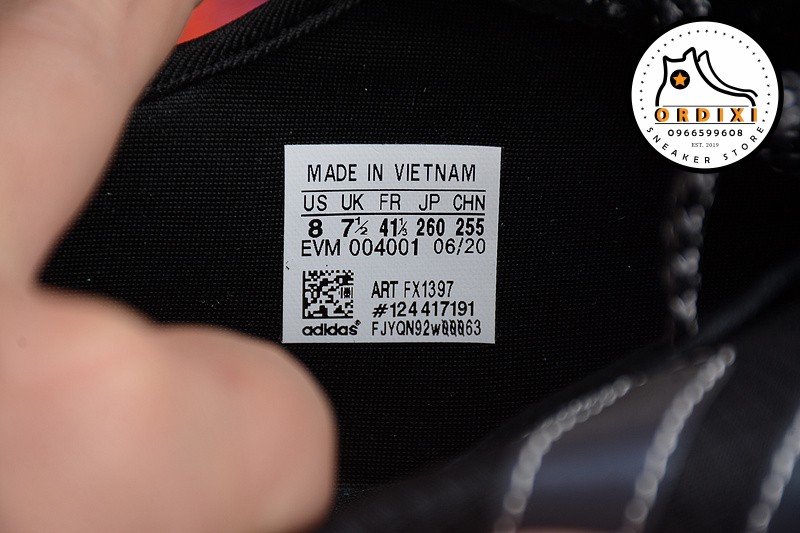 MADE IN VIETNAM
US UK FR JP CHN
8 7½ 41⅓ 260 255
EVM 004001 06/20
ART FX1397
#124417191
adidas® FJYQN92W00063
ORDIXI
0966599608
EST. 2019
SNEAKER STORE